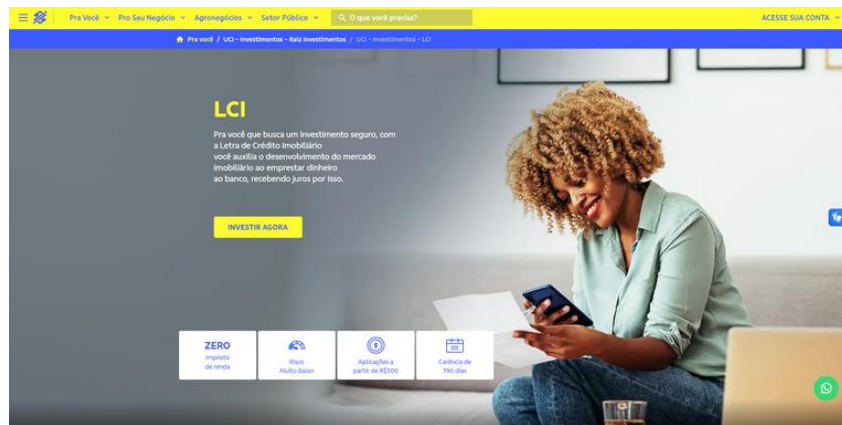 Pra Você Pro Seu Negócio Agronegócios Setor Público O que você precisa? ACESSE SUA CONTA
Pra você / UCI - Investimentos - Raiz Investimentos / UCI - Investimentos - LCI
LCI
Pra você que busca um investimento seguro, com
a Letra de Crédito Imobiliário
você auxilia o desenvolvimento do mercado
imobiliário ao emprestar dinheiro
ao banco, recebendo juros por isso.
INVESTIR AGORA
ZERO
imposto
de renda
Risco
Muito Baixo
Aplicações a
partir de R$500
Carência de
190 dias